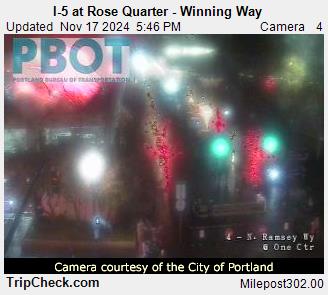 I-5 at Rose Quarter - Winning Way
Updated Nov 17 2024 5:46 PM Camera 4
PBOT
PORTLAND BUREAU OF TRANSPORTATION
4 - N. Ramsey Wy
@ One Ctr
Camera courtesy of the City of Portland
TripCheck.com Milepost302.00